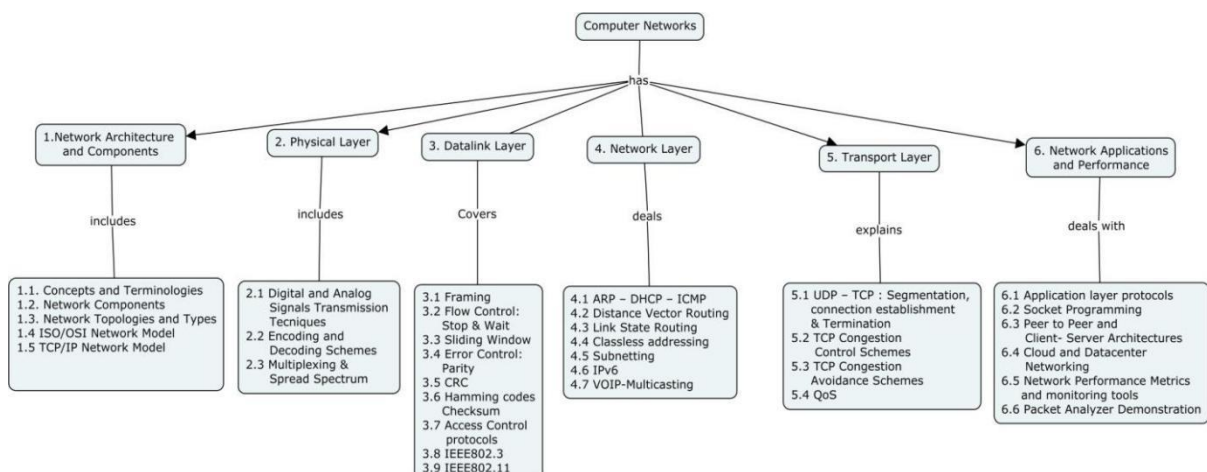 Computer Networks
has
1.Network Architecture
and Components
2. Physical Layer
3. Datalink Layer
4. Network Layer
5. Transport Layer
6. Network Applications
and Performance
includes
includes
Covers
deals
explains
deals with
1.1. Concepts and Terminologies
1.2. Network Components
1.3. Network Topologies and Types
1.4 ISO/OSI Network Model
1.5 TCP/IP Network Model
2.1 Digital and Analog
Signals Transmission
Tecniques
2.2 Encoding and
Decoding Schemes
2.3 Multiplexing &
Spread Spectrum
3.1 Framing
3.2 Flow Control:
Stop & Wait
3.3 Sliding Window
3.4 Error Control:
Parity
3.5 CRC
3.6 Hamming codes
Checksum
3.7 Access Control
protocols
3.8 IEEE802.3
3.9 IEEE802.11
4.1 ARP – DHCP – ICMP
4.2 Distance Vector Routing
4.3 Link State Routing
4.4 Classless addressing
4.5 Subnetting
4.6 IPv6
4.7 VOIP-Multicasting
5.1 UDP – TCP : Segmentation,
connection establishment
& Termination
5.2 TCP Congestion
Control Schemes
5.3 TCP Congestion
Avoidance Schemes
5.4 QoS
6.1 Application layer protocols
6.2 Socket Programming
6.3 Peer to Peer and
Client- Server Architectures
6.4 Cloud and Datacenter
Networking
6.5 Network Performance Metrics
and monitoring tools
6.6 Packet Analyzer Demonstration